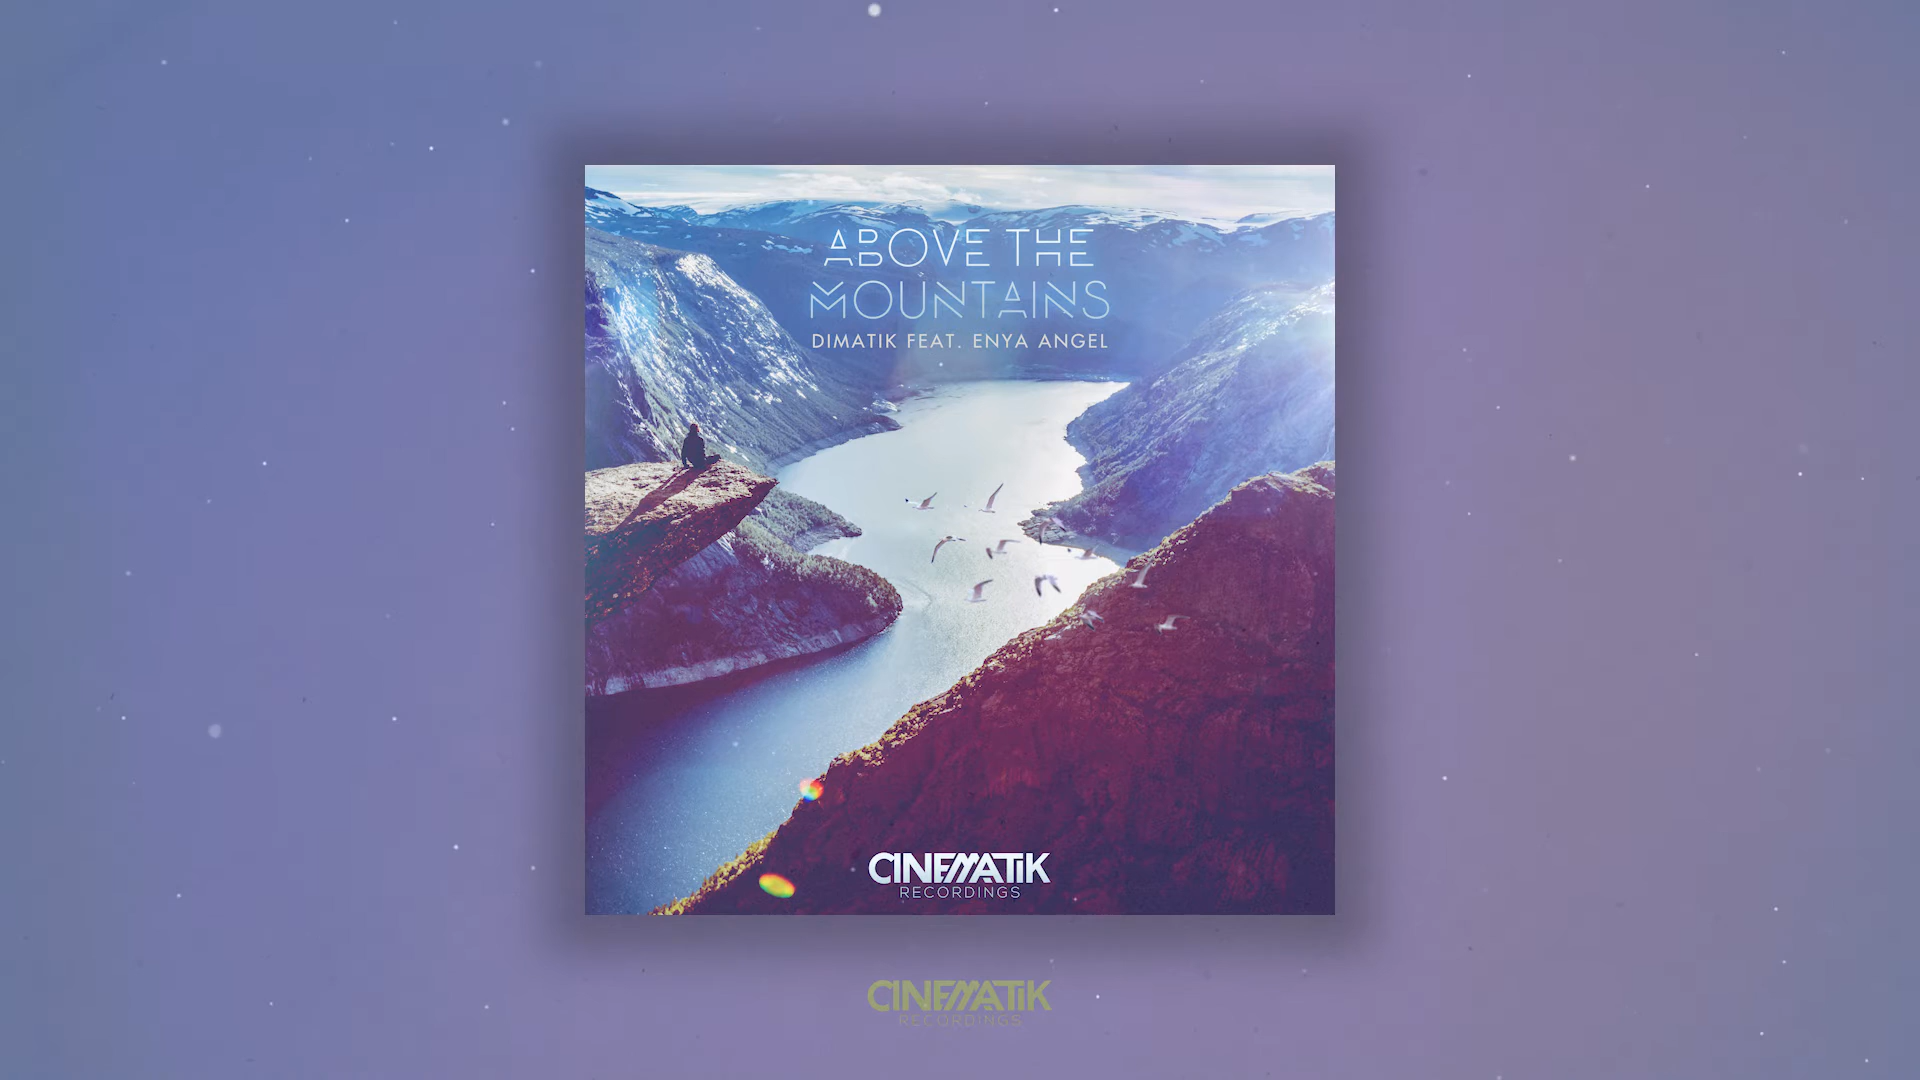 ABOVE THE
MOUNTAINS
DIMATIK FEAT. ENYA ANGEL
CINEMATIK
RECORDINGS
CINEMATIK
RECORDINGS